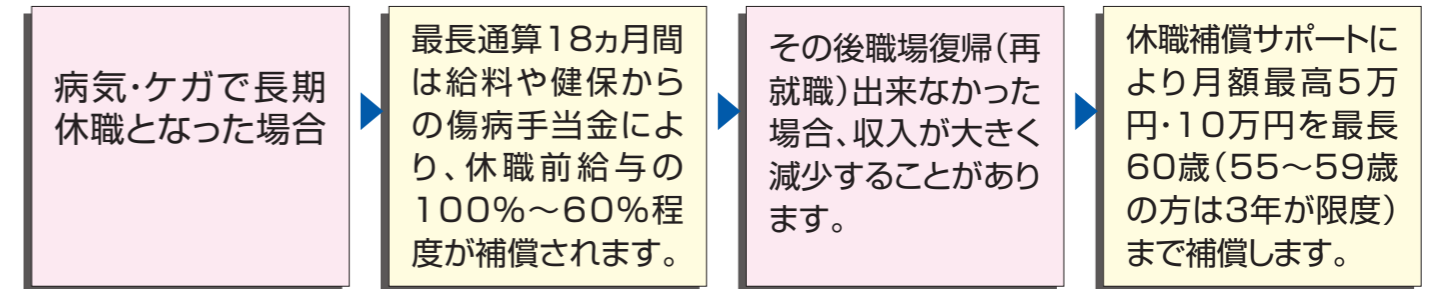 病気・ケガで長期
休職となった場合
最長通算18ヵ月間
は給料や健保から
の傷病手当金によ
り、休職前給与の
100%～60%程
度が補償されます。
その後職場復帰(再
就職)出来なかった
場合、収入が大きく
減少することがあり
ます。
休職補償サポートに
より月額最高5万
円・10万円を最長
60歳(55～59歳
の方は3年が限度)
まで補償します。